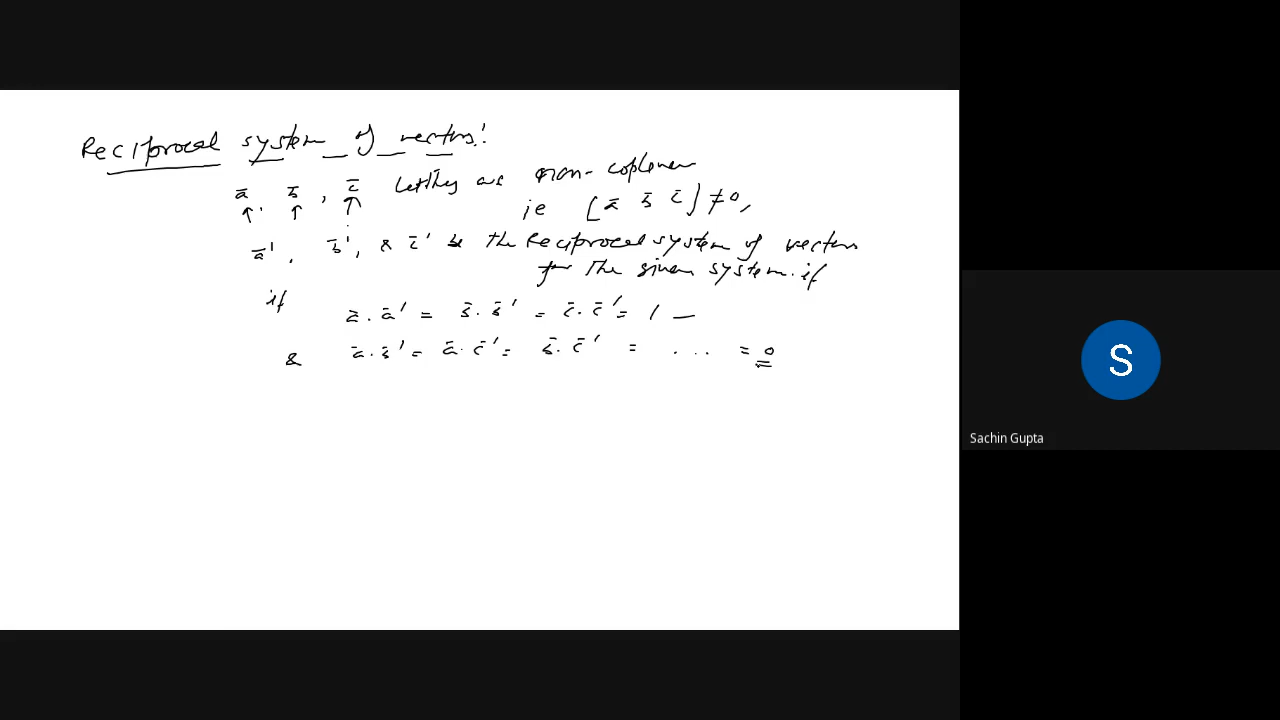 Reciprocal system of vectors:
ā, b̄, c̄ let they are non-coplanar
ie [ā b̄ c̄] ≠ 0,
ā', b̄', & c̄' be the Reciprocal system of vectors
for the given system. if
if ā . ā' = b̄ . b̄' = c̄ . c̄' = 1 —
& ā . b̄' = ā . c̄' = b̄ . c̄' = . . . = 0
S
Sachin Gupta